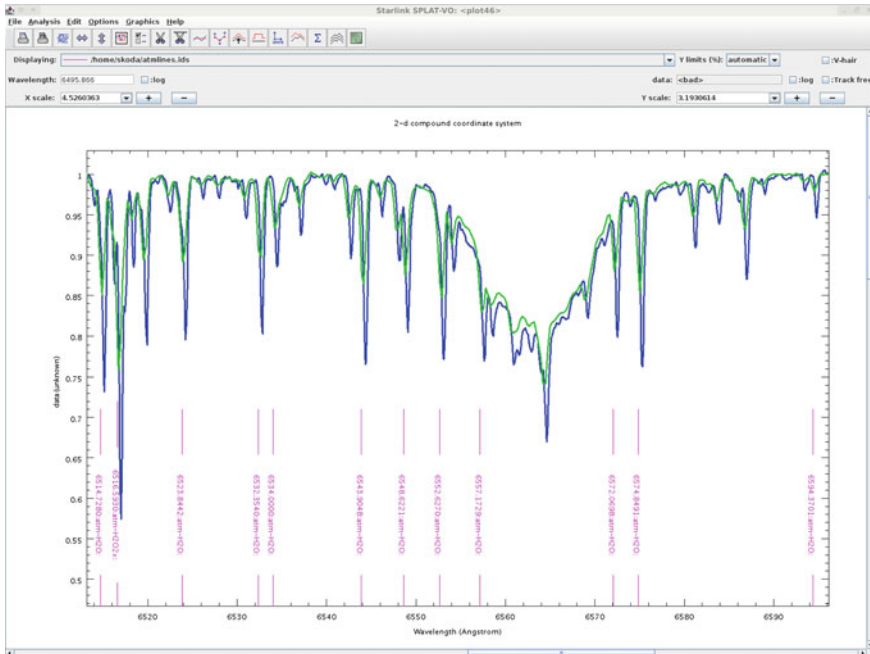 Starlink SPLAT-VO: <plot46>
File Analysis Edit Options Graphics Help
Displaying: /home/skoda/atmlines.ids Y limits (%): automatic :V-hair
Wavelength: 6495.866 :log data: <bad> :log :Track free
X scale: 4.5260363 + − Y scale: 3.1930614 + −
2-d compound coordinate system
1
0.95
0.9
0.85
0.8
0.75
0.7
0.65
0.6
0.55
0.5
data(unknown)
6514.7280:atm-H2O:
6516.5930:atm-H2O2x:
6523.8442:atm-H2O:
6532.3540:atm-H2O:
6534.0000:atm-H2O:
6543.9048:atm-H2O:
6548.6221:atm-H2O:
6552.6270:atm-H2O:
6557.1729:atm-H2O:
6572.0698:atm-H2O:
6574.8491:atm-H2O:
6594.3701:atm-H2O:
6520 6530 6540 6550 6560 6570 6580 6590
Wavelength (Angstrom)